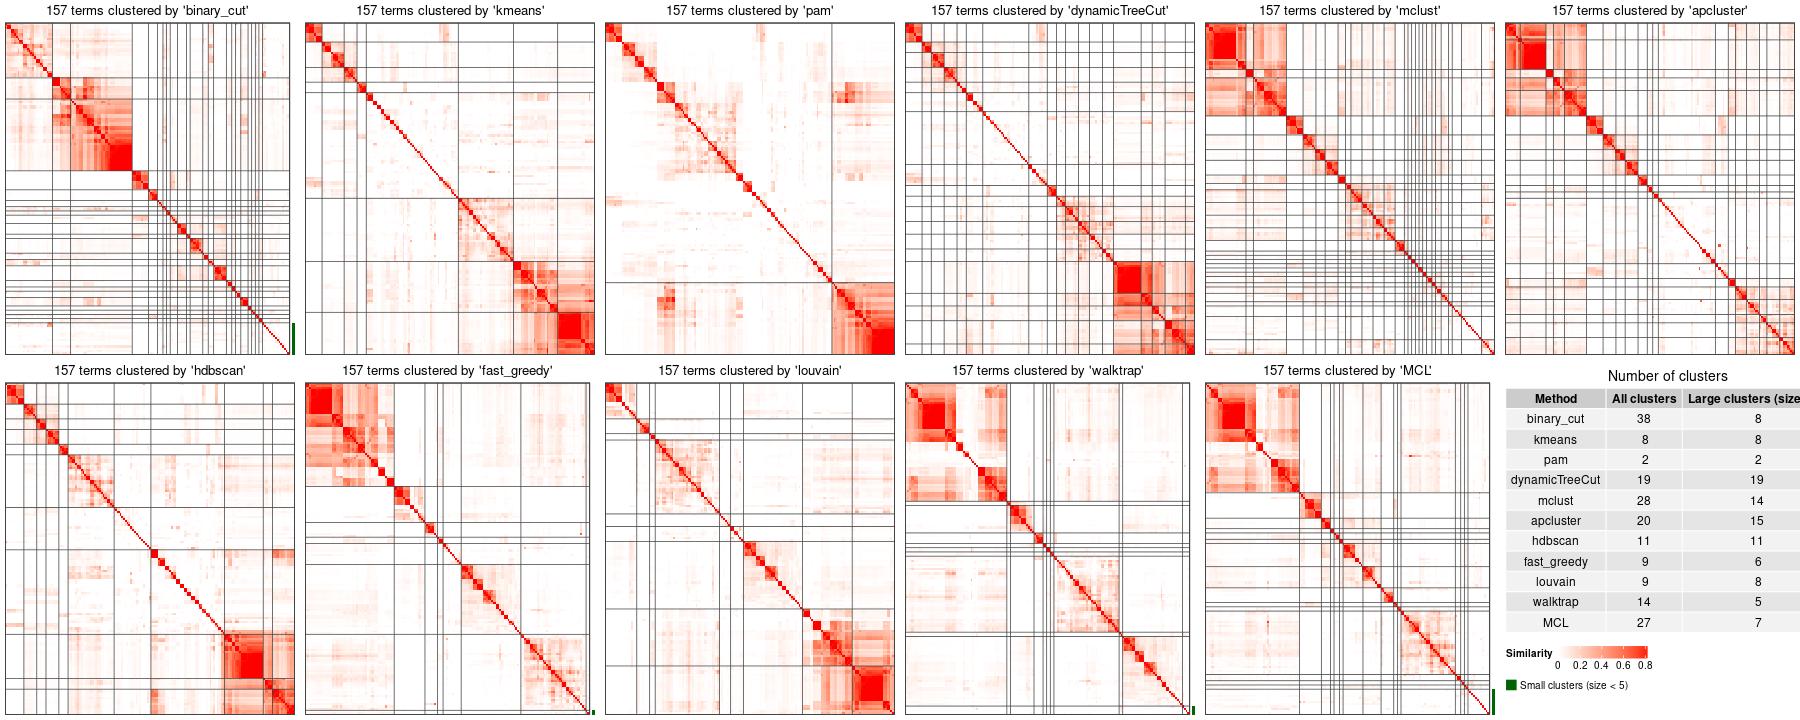 157 terms clustered by 'binary_cut'
157 terms clustered by 'kmeans'
157 terms clustered by 'pam'
157 terms clustered by 'dynamicTreeCut'
157 terms clustered by 'mclust'
157 terms clustered by 'apcluster'
157 terms clustered by 'hdbscan'
157 terms clustered by 'fast_greedy'
157 terms clustered by 'louvain'
157 terms clustered by 'walktrap'
157 terms clustered by 'MCL'
Number of clusters
Method All clusters Large clusters (size
binary_cut 38 8
kmeans 8 8
pam 2 2
dynamicTreeCut 19 19
mclust 28 14
apcluster 20 15
hdbscan 11 11
fast_greedy 9 6
louvain 9 8
walktrap 14 5
MCL 27 7
Similarity
0 0.2 0.4 0.6 0.8
Small clusters (size < 5)